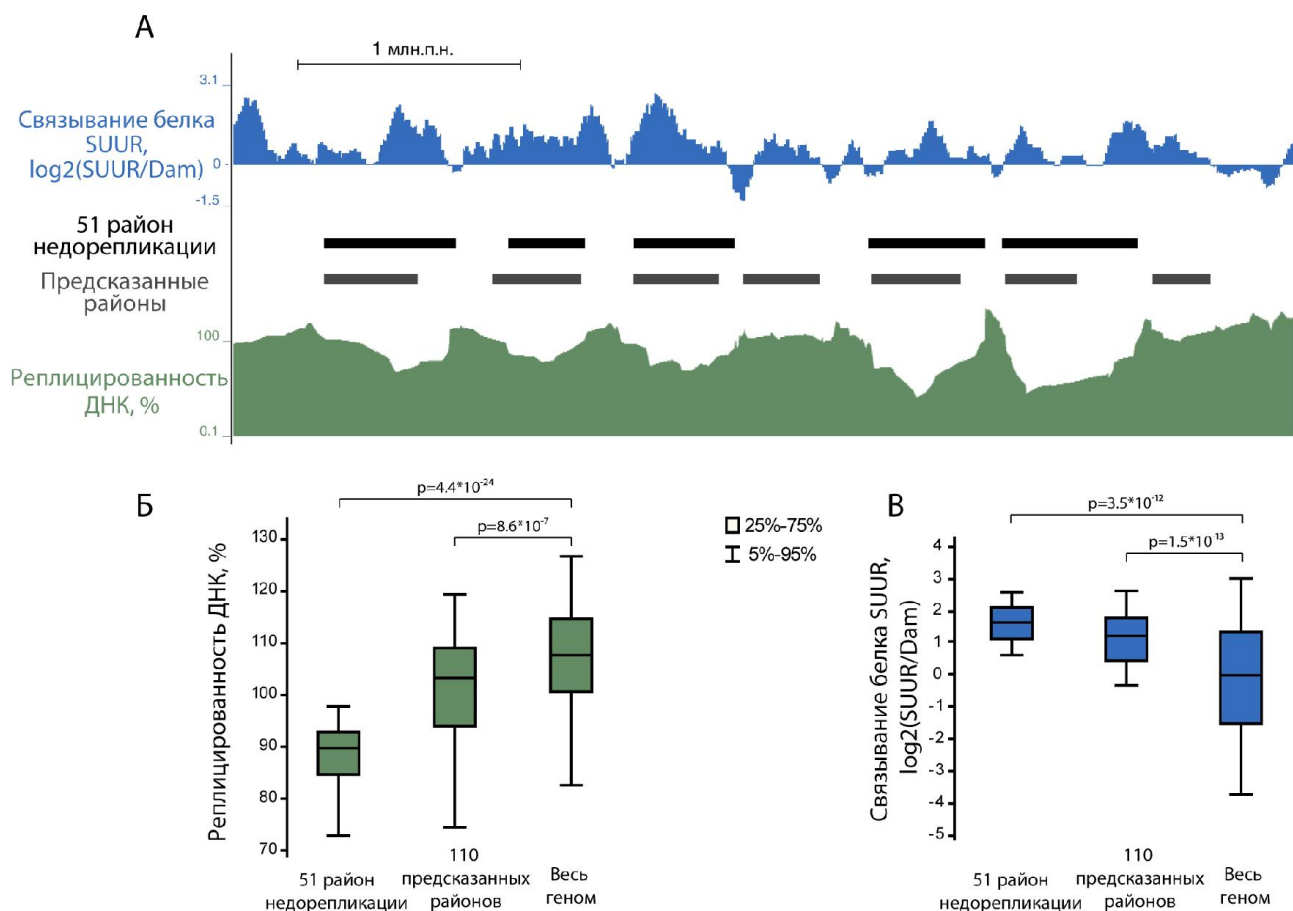 А
1 млн.п.н.
3.1
Связывание белка
SUUR,
log2(SUUR/Dam)
0
-1.5
51 район
недорепликации
Предсказанные
районы
100
Реплицированность
ДНК, %
0.1
Б
p=4.4*10⁻²⁴
p=8.6*10⁻⁷
25%-75%
5%-95%
Реплицированность ДНК, %
130
120
110
100
90
80
70
51 район
недорепликации
110
предсказанных
районов
Весь
геном
В
p=3.5*10⁻¹²
p=1.5*10⁻¹³
Связывание белка SUUR,
log2(SUUR/Dam)
4
3
2
1
0
-1
-2
-3
-4
-5
51 район
недорепликации
110
предсказанных
районов
Весь
геном